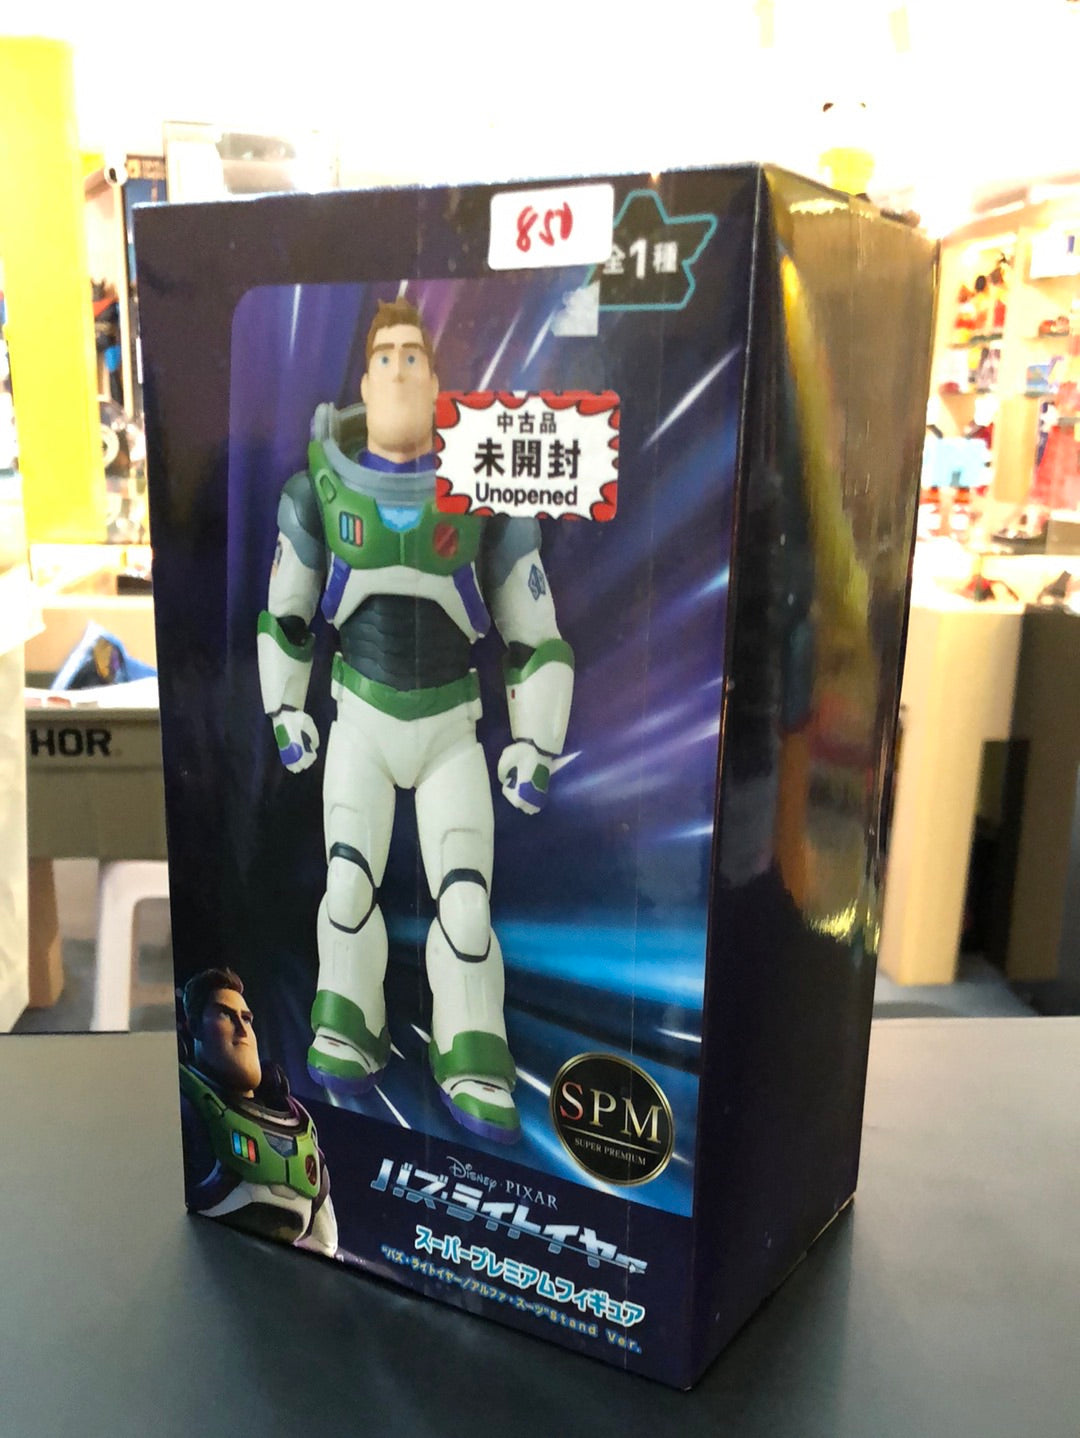 850
全1種
中古品
未開封
Unopened
HOR
SPM
SUPER PREMIUM
Disney · PIXAR
バズ・ライトイヤー
スーパープレミアムフィギュア
"バズ・ライトイヤー/アルファ・スーツ"Stand Ver.